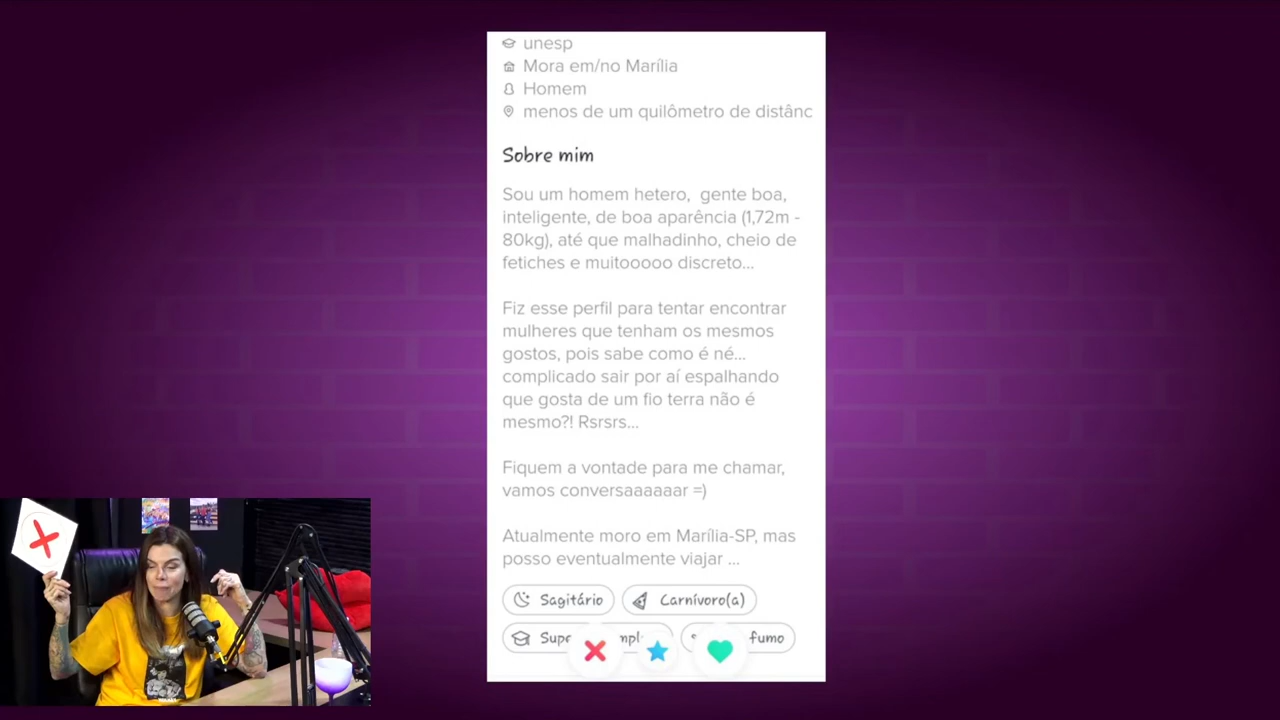 unesp
Mora em/no Marília
Homem
menos de um quilômetro de distânc
Sobre mim
Sou um homem hetero,  gente boa,
inteligente, de boa aparência (1,72m -
80kg), até que malhadinho, cheio de
fetiches e muitooooo discreto...
Fiz esse perfil para tentar encontrar
mulheres que tenham os mesmos
gostos, pois sabe como é né...
complicado sair por aí espalhando
que gosta de um fio terra não é
mesmo?! Rsrsrs...
Fiquem a vontade para me chamar,
vamos conversaaaaaar =)
Atualmente moro em Marília-SP, mas
posso eventualmente viajar ...
Sagitário
Carnívoro(a)
fumo